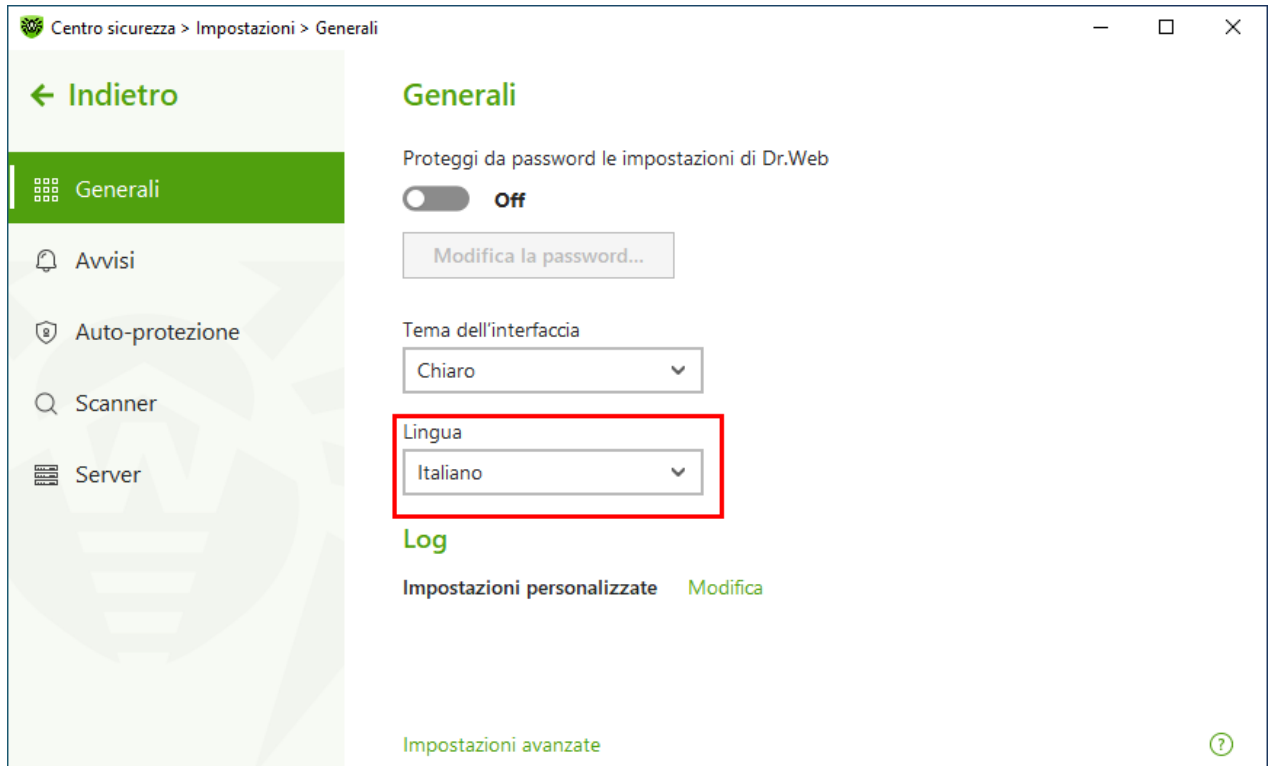 Centro sicurezza > Impostazioni > Generali
Indietro
Generali
Avvisi
Auto-protezione
Scanner
Server
Generali
Proteggi da password le impostazioni di Dr.Web
Off
Modifica la password...
Tema dell'interfaccia
Chiaro
Lingua
Italiano
Log
Impostazioni personalizzate Modifica
Impostazioni avanzate
?